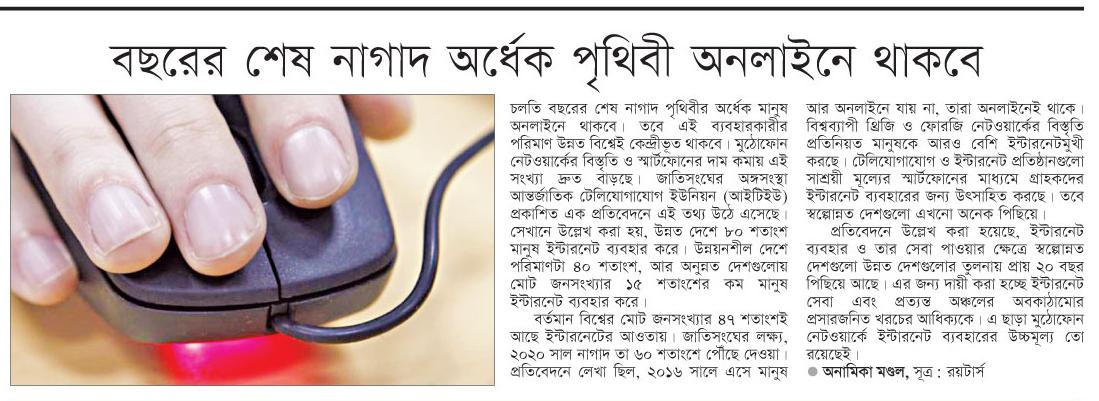 বছরের শেষ নাগাদ অর্ধেক পৃথিবী অনলাইনে থাকবে
চলতি বছরের শেষ নাগাদ পৃথিবীর অর্ধেক মানুষ
অনলাইনে থাকবে। তবে এই ব্যবহারকারীর
পরিমাণ উন্নত বিশ্বেই কেন্দ্রীভূত থাকবে। মুঠোফোন
নেটওয়ার্কের বিস্তৃতি ও স্মার্টফোনের দাম কমায় এই
সংখ্যা দ্রুত বাড়ছে। জাতিসংঘের অঙ্গসংস্থা
আন্তর্জাতিক টেলিযোগাযোগ ইউনিয়ন (আইটিইউ)
প্রকাশিত এক প্রতিবেদনে এই তথ্য উঠে এসেছে।
সেখানে উল্লেখ করা হয়, উন্নত দেশে ৮০ শতাংশ
মানুষ ইন্টারনেট ব্যবহার করে। উন্নয়নশীল দেশে
পরিমাণটা ৪০ শতাংশ, আর অনুন্নত দেশগুলোয়
মোট জনসংখ্যার ১৫ শতাংশের কম মানুষ
ইন্টারনেট ব্যবহার করে।
বর্তমান বিশ্বের মোট জনসংখ্যার ৪৭ শতাংশই
আছে ইন্টারনেটের আওতায়। জাতিসংঘের লক্ষ্য,
২০২০ সাল নাগাদ তা ৬০ শতাংশে পৌঁছে দেওয়া।
প্রতিবেদনে লেখা ছিল, ২০১৬ সালে এসে মানুষ
আর অনলাইনে যায় না, তারা অনলাইনেই থাকে।
বিশ্বব্যাপী থ্রিজি ও ফোরজি নেটওয়ার্কের বিস্তৃতি
প্রতিনিয়ত মানুষকে আরও বেশি ইন্টারনেটমুখী
করছে। টেলিযোগাযোগ ও ইন্টারনেট প্রতিষ্ঠানগুলো
সাশ্রয়ী মূল্যের স্মার্টফোনের মাধ্যমে গ্রাহকদের
ইন্টারনেট ব্যবহারের জন্য উৎসাহিত করছে। তবে
স্বল্পোন্নত দেশগুলো এখনো অনেক পিছিয়ে।
প্রতিবেদনে উল্লেখ করা হয়েছে, ইন্টারনেট
ব্যবহার ও তার সেবা পাওয়ার ক্ষেত্রে স্বল্পোন্নত
দেশগুলো উন্নত দেশগুলোর তুলনায় প্রায় ২০ বছর
পিছিয়ে আছে। এর জন্য দায়ী করা হচ্ছে ইন্টারনেট
সেবা এবং প্রত্যন্ত অঞ্চলের অবকাঠামোর
প্রসারজনিত খরচের আধিক্যকে। এ ছাড়া মুঠোফোন
নেটওয়ার্কে ইন্টারনেট ব্যবহারের উচ্চমূল্য তো
রয়েছেই।
● অনামিকা মণ্ডল, সূত্র : রয়টার্স